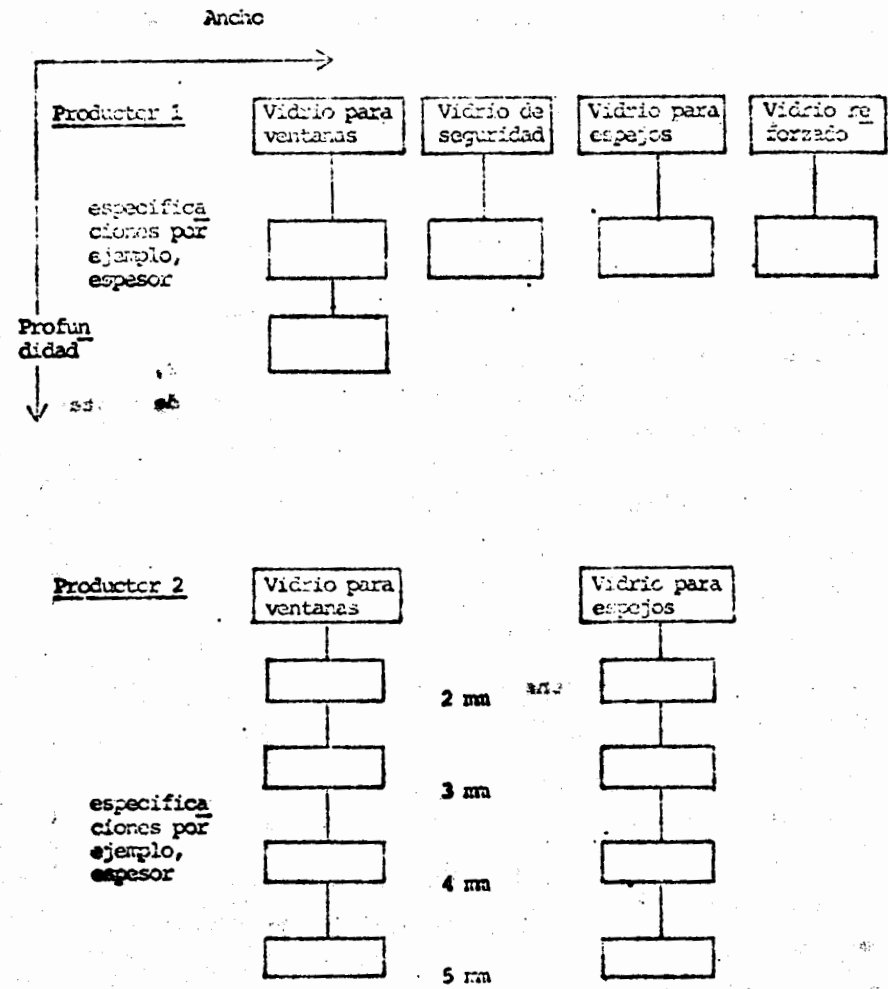 Ancho
Productor 1
Vidrio para
ventanas
Vidrio de
seguridad
Vidrio para
espejos
Vidrio re
forzado
especifica
ciones por
ejemplo,
espesor
Profun
didad
Productor 2
Vidrio para
ventanas
Vidrio para
espejos
2 mm
3 mm
especifica
ciones por
ejemplo,
espesor
4 mm
5 mm